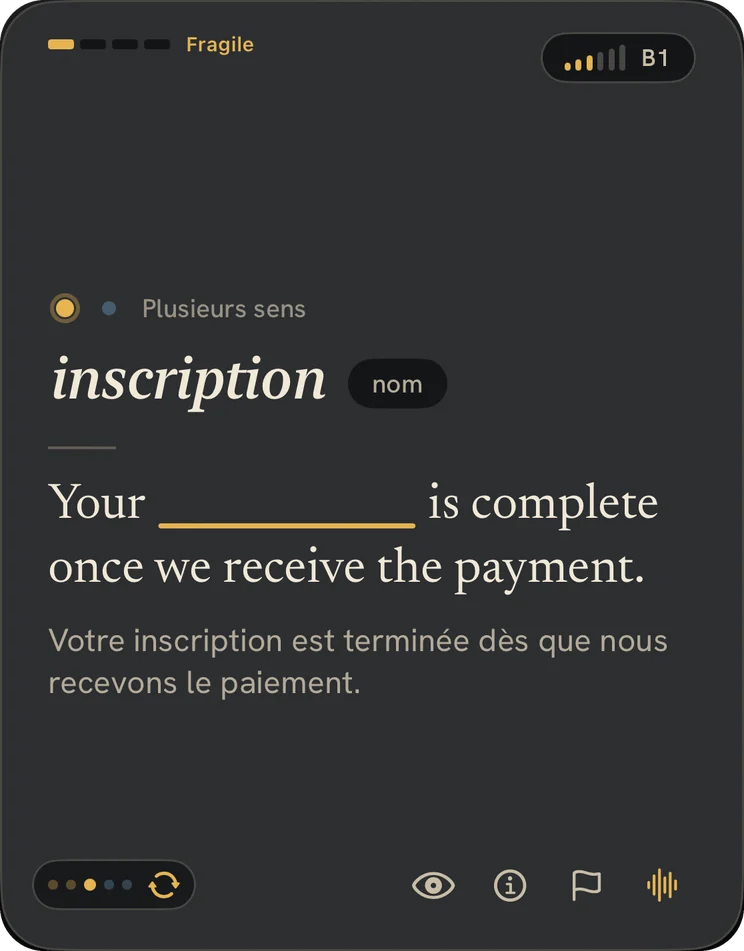 Fragile
B1
Plusieurs sens
inscription nom
Your ____________ is complete
once we receive the payment.
Votre inscription est terminée dès que nous
recevons le paiement.